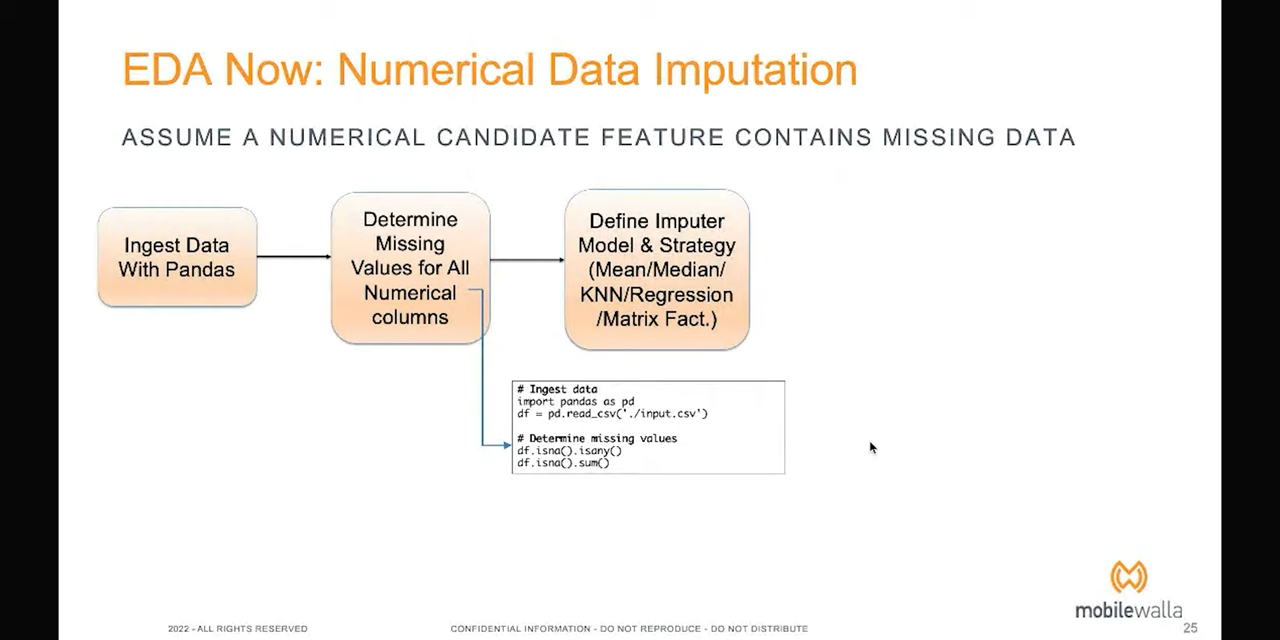 EDA Now: Numerical Data Imputation
ASSUME A NUMERICAL CANDIDATE FEATURE CONTAINS MISSING DATA
Ingest Data
With Pandas
Determine
Missing
Values for All
Numerical
columns
Define Imputer
Model & Strategy
(Mean/Median/
KNN/Regression
/Matrix Fact.)
# Ingest data
import pandas as pd
df = pd.read_csv('./input.csv')
# Determine missing values
df.isna().isany()
df.isna().sum()
mobilewalla
2022 - ALL RIGHTS RESERVED
CONFIDENTIAL INFORMATION - DO NOT REPRODUCE - DO NOT DISTRIBUTE
25